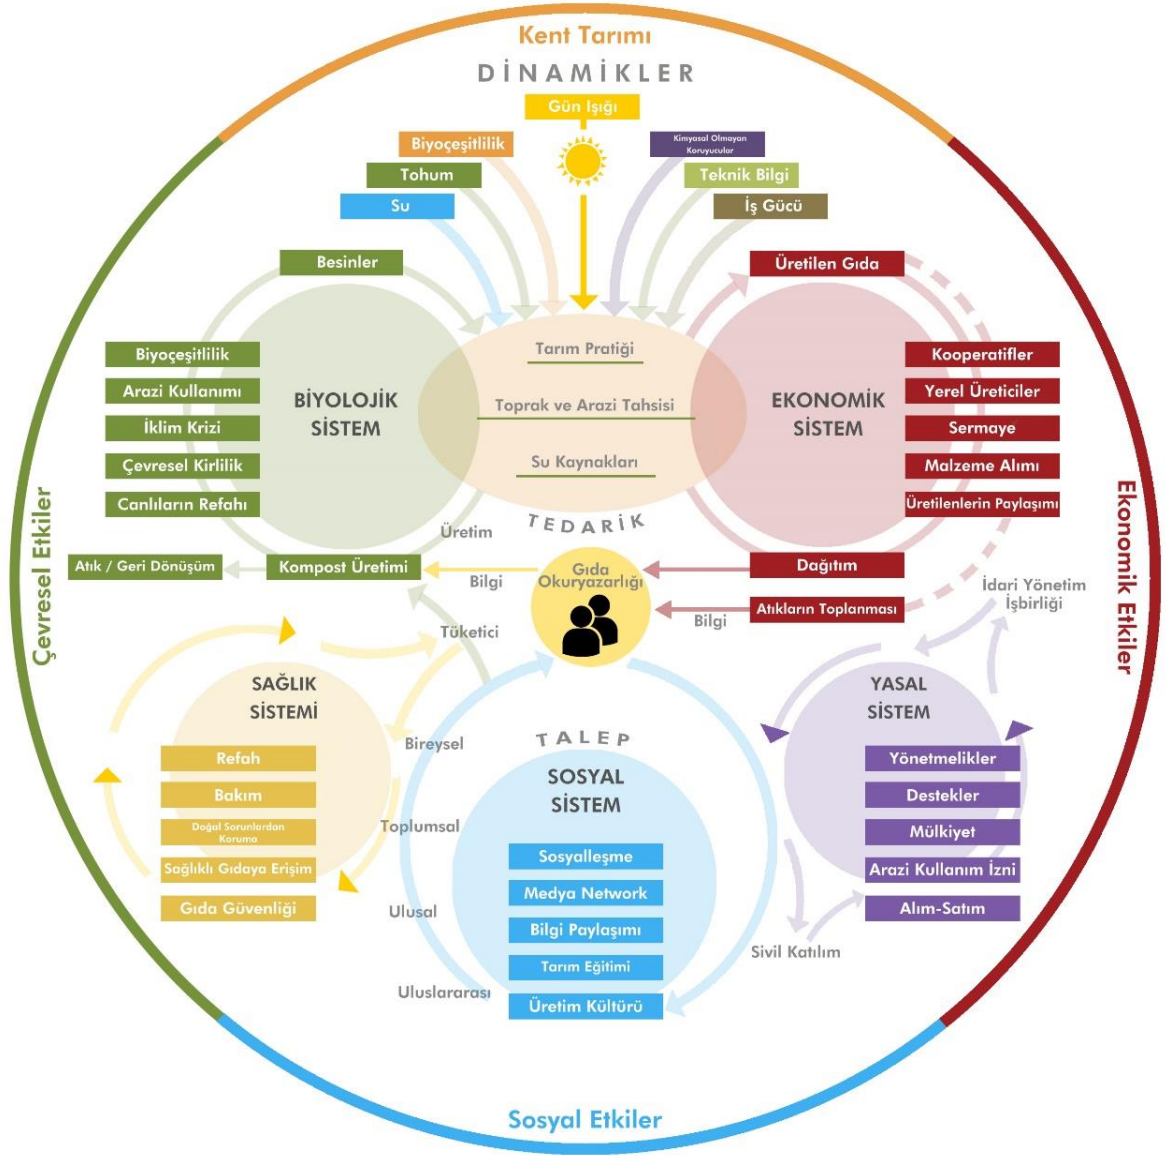 Kent Tarımı
DİNAMİKLER
Gün Işığı
Biyoçeşitlilik
Tohum
Su
Kimyasal Olmayan
Koruyucular
Teknik Bilgi
İş Gücü
Besinler
Üretilen Gıda
Tarım Pratiği
Toprak ve Arazi Tahsisi
Su Kaynakları
TEDARİK
BİYOLOJİK
SİSTEM
Biyoçeşitlilik
Arazi Kullanımı
İklim Krizi
Çevresel Kirlilik
Canlıların Refahı
EKONOMİK
SİSTEM
Kooperatifler
Yerel Üreticiler
Sermaye
Malzeme Alımı
Üretilenlerin Paylaşımı
Çevresel Etkiler
Ekonomik Etkiler
Üretim
Atık / Geri Dönüşüm
Kompost Üretimi
Bilgi
Gıda
Okuryazarlığı
Dağıtım
Atıkların Toplanması
Bilgi
İdari Yönetim
İşbirliği
Tüketici
Bireysel
Toplumsal
Ulusal
Uluslararası
SAĞLIK
SİSTEMİ
Refah
Bakım
Doğal Sorunlardan
Koruma
Sağlıklı Gıdaya Erişim
Gıda Güvenliği
TALEP
SOSYAL
SİSTEM
Sosyalleşme
Medya Network
Bilgi Paylaşımı
Tarım Eğitimi
Üretim Kültürü
YASAL
SİSTEM
Yönetmelikler
Destekler
Mülkiyet
Arazi Kullanım İzni
Alım-Satım
Sivil Katılım
Sosyal Etkiler